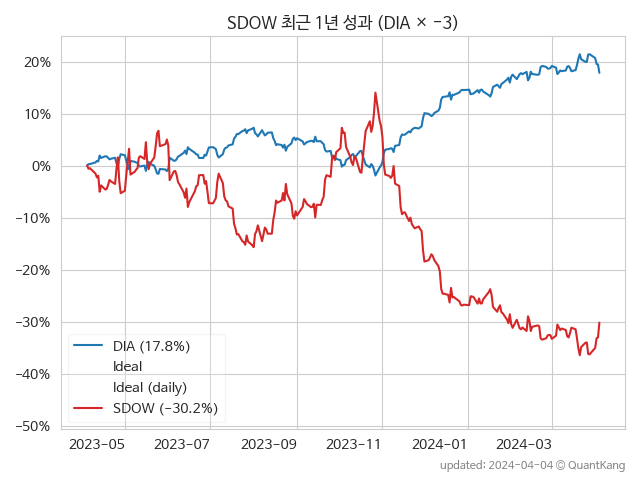 SDOW 최근 1년 성과 (DIA × −3)
20%
10%
0%
−10%
−20%
−30%
−40%
−50%
DIA (17.8%)
Ideal
Ideal (daily)
SDOW (−30.2%)
2023−05
2023−07
2023−09
2023−11
2024−01
2024−03
updated: 2024-04-04 © QuantKang